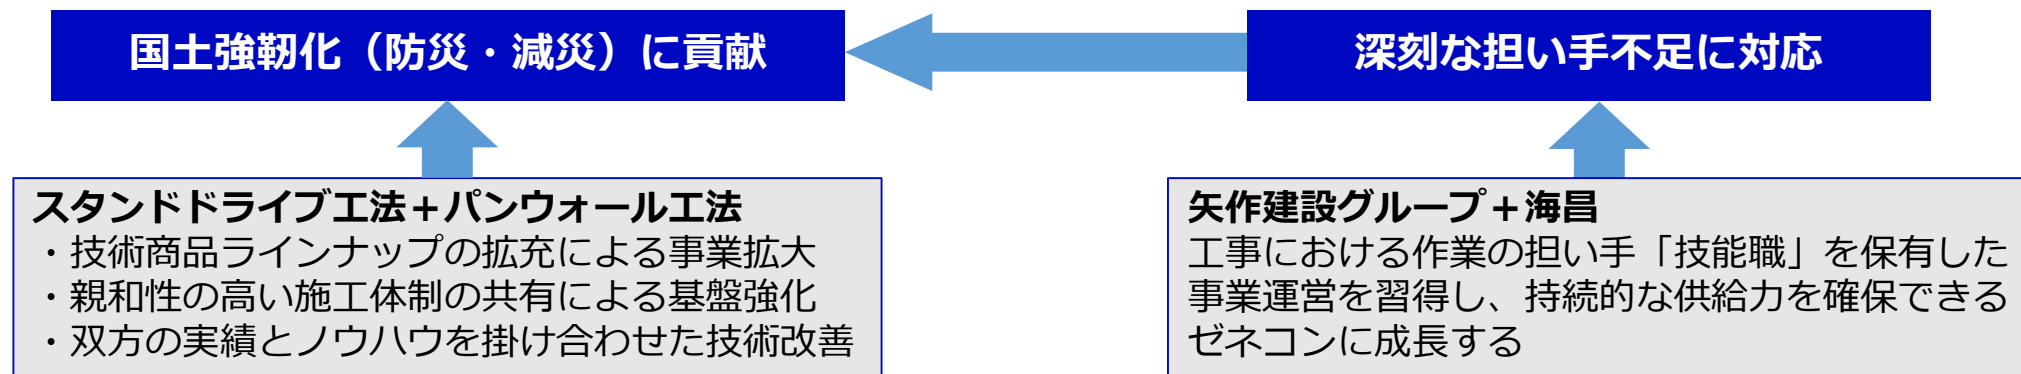 国土強靭化（防災・減災）に貢献
深刻な担い手不足に対応
スタンドドライブ工法＋パンウォール工法
・技術商品ラインナップの拡充による事業拡大
・親和性の高い施工体制の共有による基盤強化
・双方の実績とノウハウを掛け合わせた技術改善
矢作建設グループ＋海昌
工事における作業の担い手「技能職」を保有した
事業運営を習得し、持続的な供給力を確保できる
ゼネコンに成長する